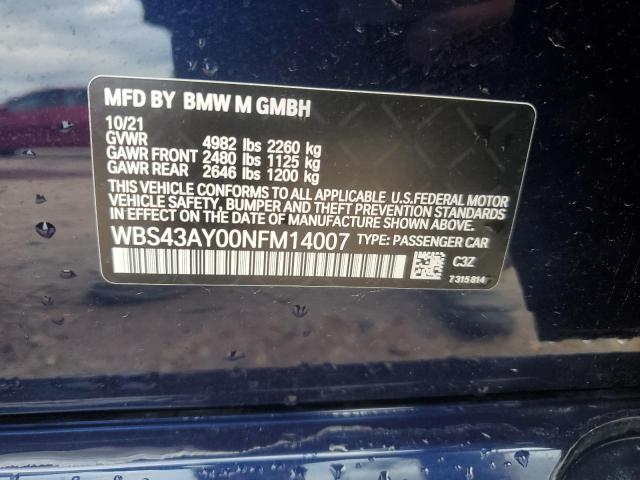 MFD BY BMW M GMBH
10/21
GVWR 4982 lbs 2260 kg
GAWR FRONT 2480 lbs 1125 kg
GAWR REAR 2646 lbs 1200 kg
THIS VEHICLE CONFORMS TO ALL APPLICABLE U.S.FEDERAL MOTOR
VEHICLE SAFETY, BUMPER AND THEFT PREVENTION STANDARDS
IN EFFECT ON THE DATE OF MANUFACTURE SHOWN ABOVE.
WBS43AY00NFM14007 TYPE: PASSENGER CAR
C3Z
7315814